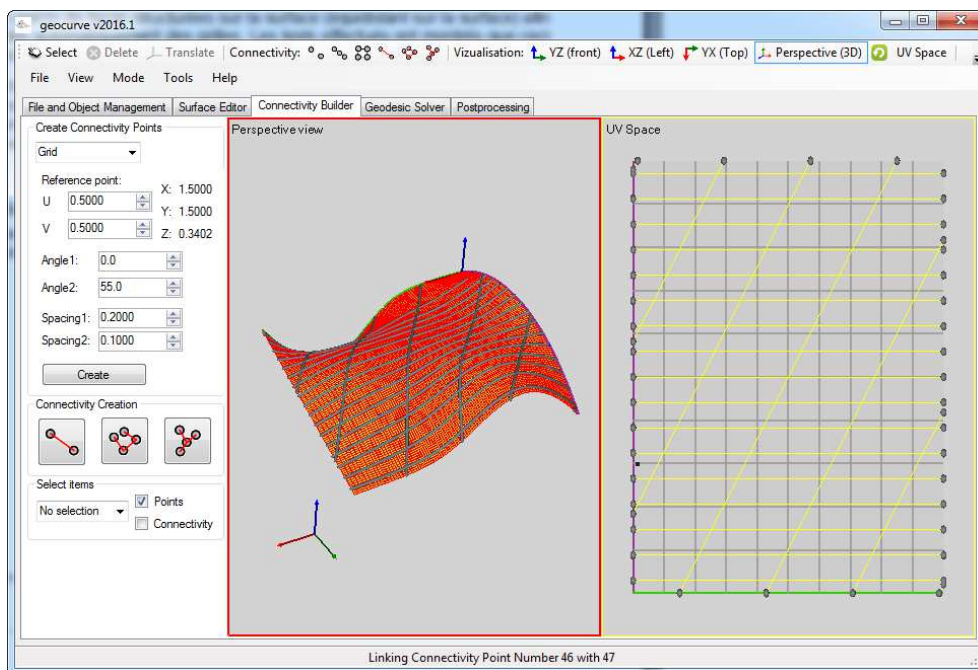 geocurve v2016.1
Select Delete Translate Connectivity: Vizualisation: YZ (front) XZ (Left) YX (Top) Perspective (3D) UV Space
File View Mode Tools Help
File and Object Management Surface Editor Connectivity Builder Geodesic Solver Postprocessing
Create Connectivity Points
Grid
Reference point:
U 0.5000
V 0.5000
X: 1.5000
Y: 1.5000
Z: 0.3402
Angle1: 0.0
Angle2: 55.0
Spacing1: 0.2000
Spacing2: 0.1000
Create
Connectivity Creation
Select items
No selection
Points
Connectivity
Perspective view
UV Space
Linking Connectivity Point Number 46 with 47